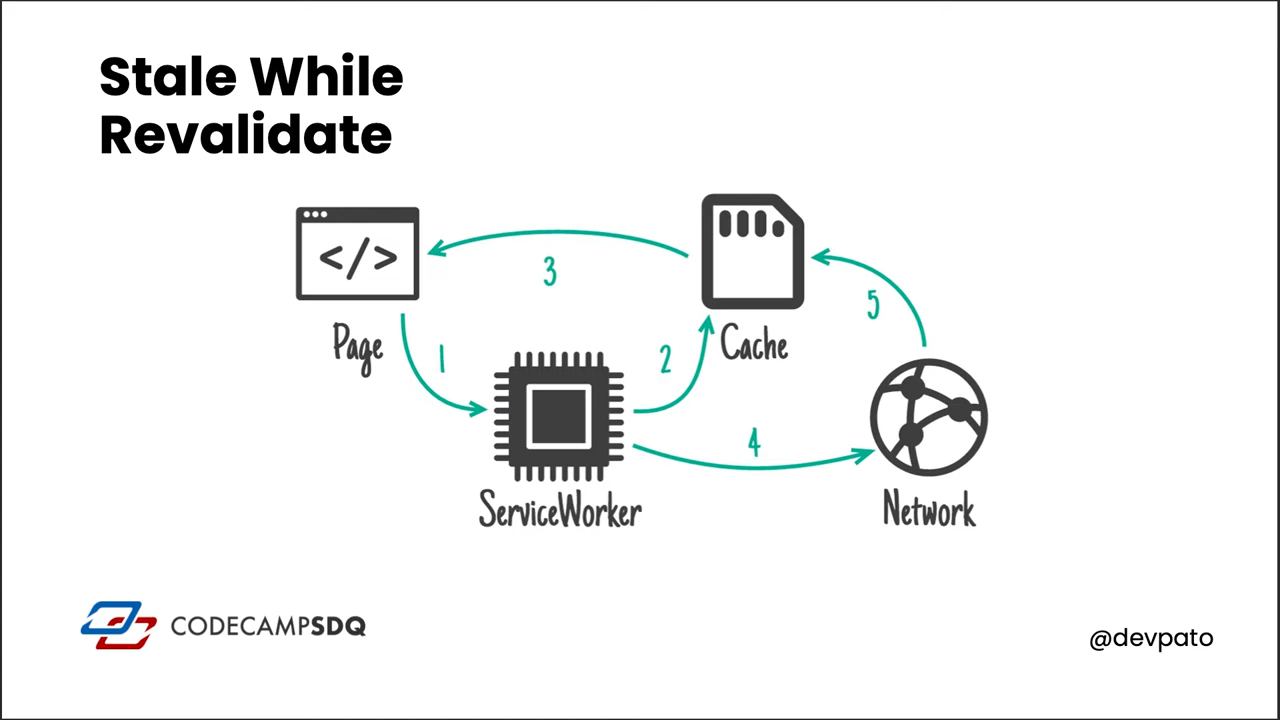 Stale While
Revalidate
</>
3
5
Page
1
2
Cache
4
ServiceWorker
Network
CODECAMPSDQ
@devpato